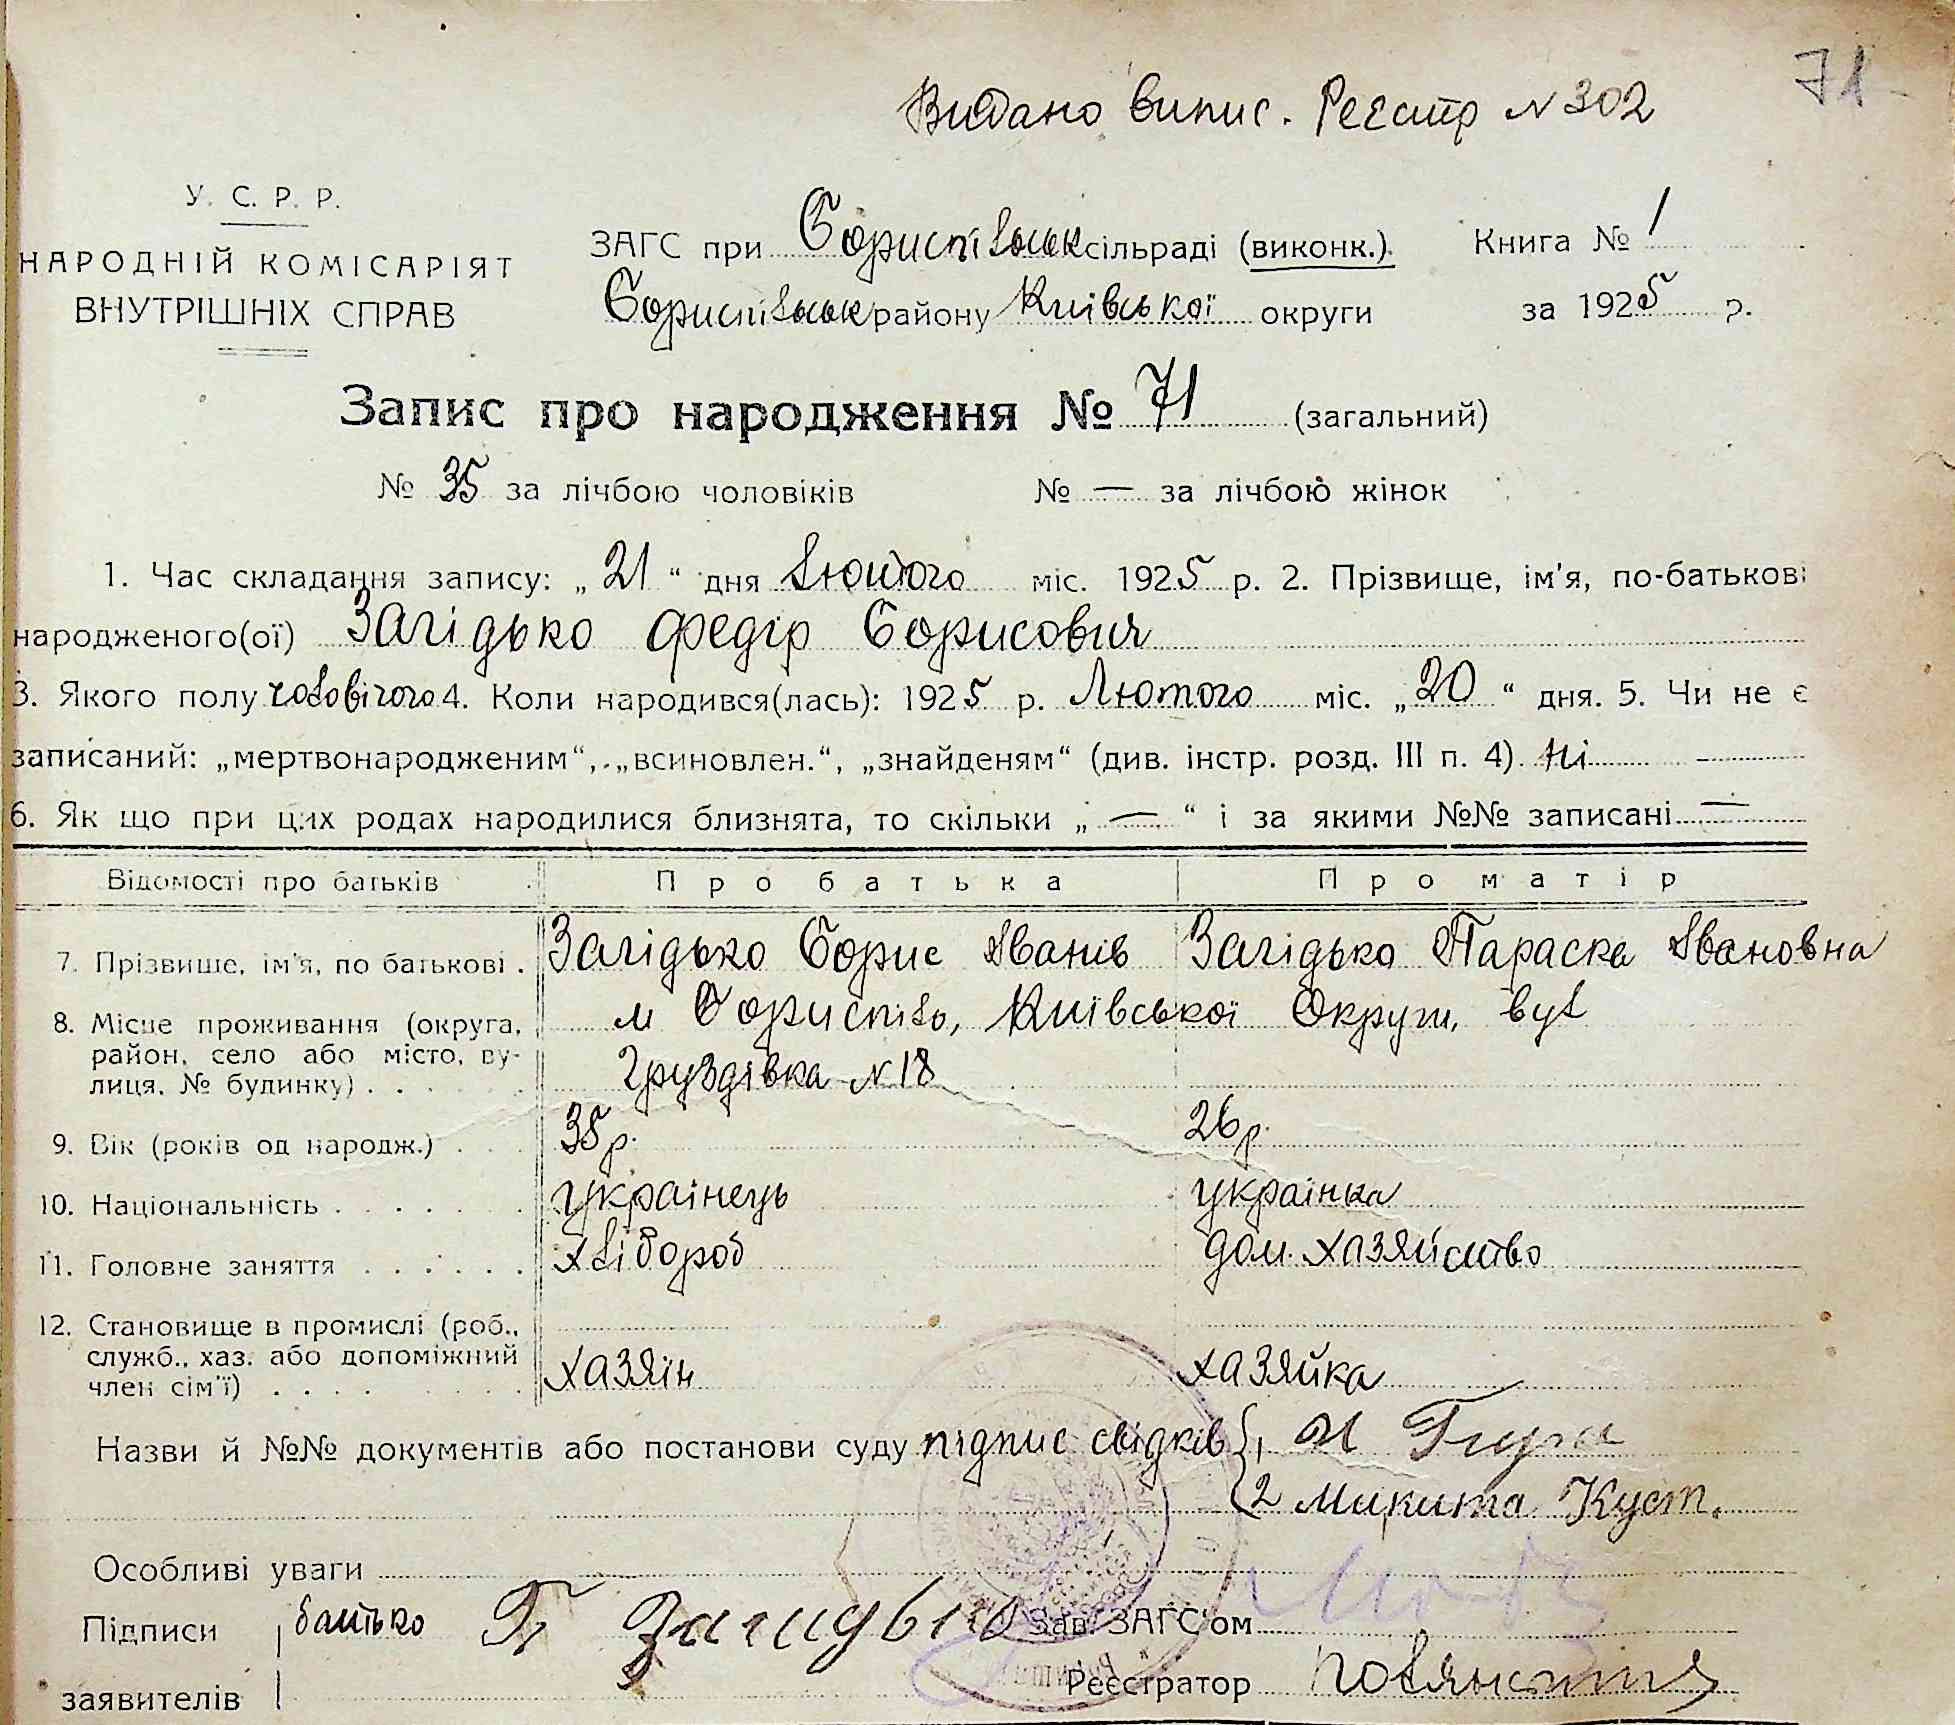 71
Видано випис. Реєстр N 302
У. С. Р. Р.
НАРОДНІЙ КОМІСАРІЯТ
ВНУТРІШНІХ СПРАВ
ЗАГС при Бориспільськ сільраді (виконк.). Книга № 1
Бориспільськ району Київської округи за 1925 р.
Запис про народження № 71 (загальний)
№ 35 за лічбою чоловіків № — за лічбою жінок
1. Час складання запису: „ 21 “ дня Лютого міс. 1925 р. 2. Прізвище, ім'я, по-батькові
народженого(ої) Загідько Федір Борисович
3. Якого полу чоловічого 4. Коли народився(лась): 1925 р. Лютого міс. „ 20 “ дня. 5. Чи не є
записаний: „мертвонародженим“, „всиновлен.“, „знайденям“ (див. інстр. розд. III п. 4) Ні —
6. Як що при цих родах народилися близнята, то скільки „ — “ і за якими №№ записані —
Відомості про батьків Про батька Про матір
7. Прізвище, ім'я, по батькові . Загідько Борис Іванів Загідько Параска Івановна
8. Місце проживання (округа, район, село або місто, вулиця, № будинку) . . . м Бориспіль, Київської Округи, вул
Груздівка N 18
9. Вік (років од народж.) . . . 35 р. 26 р.
10. Національність . . . . . . українець українка
11. Головне заняття . . . . . . хлібороб дом. хазяйство
12. Становище в промислі (роб., служб., хаз. або допоміжний член сім'ї) . . . . хазяін хазяйка
Назви й №№ документів або постанови суду підпис свідків 1, И Гира
2 Микита Куст.
Особливі уваги
Підписи батько Б Загидько Зав. ЗАГС'ом
заявителів Реєстратор